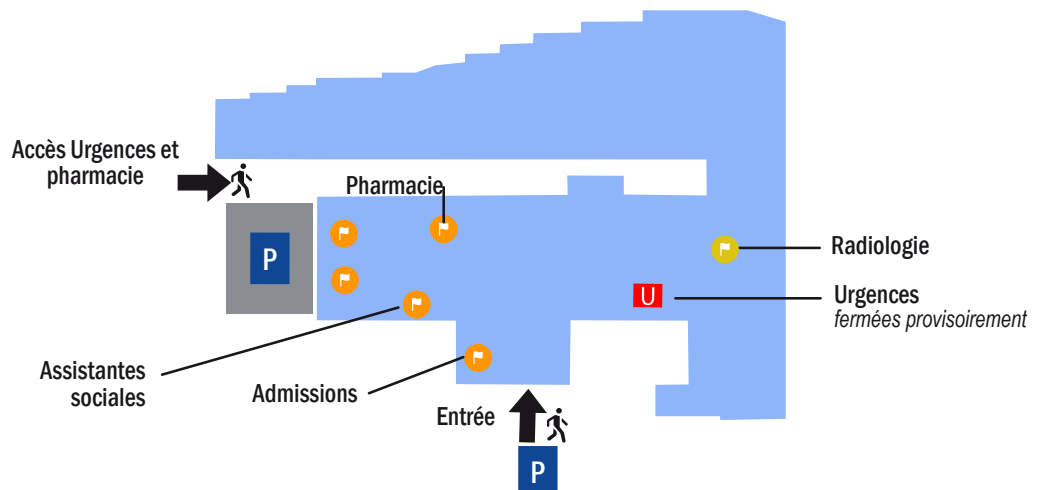 Accès Urgences et
pharmacie
Pharmacie
P
Radiologie
U
Urgences
fermées provisoirement
Assistantes
sociales
Admissions
Entrée
P